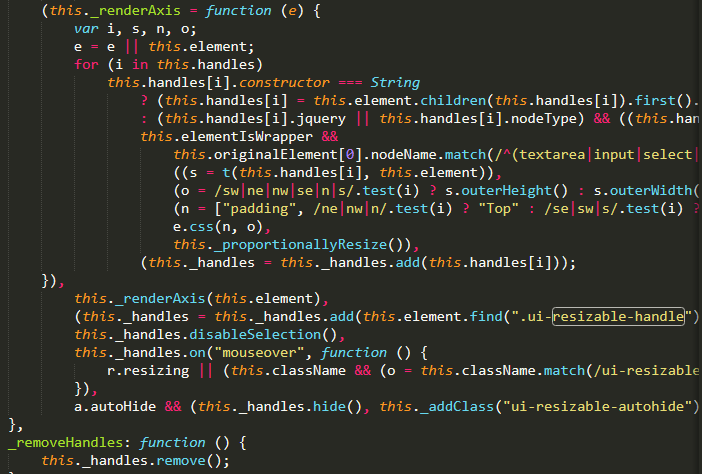 (this._renderAxis = function (e) {
var i, s, n, o;
e = e || this.element;
for (i in this.handles)
this.handles[i].constructor === String
? (this.handles[i] = this.element.children(this.handles[i]).first().
: (this.handles[i].jquery || this.handles[i].nodeType) && ((this.han
this.elementIsWrapper &&
this.originalElement[0].nodeName.match(/^(textarea|input|select|
((s = t(this.handles[i], this.element)),
(o = /sw|ne|nw|se|n|s/.test(i) ? s.outerHeight() : s.outerWidth(
(n = ["padding", /ne|nw|n/.test(i) ? "Top" : /se|sw|s/.test(i) ?
e.css(n, o),
this._proportionallyResize()),
(this._handles = this._handles.add(this.handles[i]));
}),
this._renderAxis(this.element),
(this._handles = this._handles.add(this.element.find(".ui-resizable-handle")
this._handles.disableSelection(),
this._handles.on("mouseover", function () {
r.resizing || (this.className && (o = this.className.match(/ui-resizable
}),
a.autoHide && (this._handles.hide(), this._addClass("ui-resizable-autohide")
},
_removeHandles: function () {
this._handles.remove();